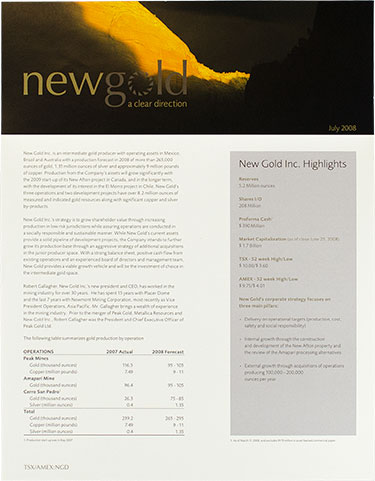 newgold
a clear direction
July 2008
New Gold Inc. is an intermediate gold producer with operating assets in Mexico,
Brazil and Australia with a production forecast in 2008 of more than 265,000
ounces of gold, 1.35 million ounces of silver and approximately 9 million pounds
of copper. Production from the Company's assets will grow significantly with
the 2009 start up of its New Afton project in Canada, and in the longer term,
with the development of its interest in the El Morro project in Chile. New Gold's
three operations and two development projects have over 8.2 million ounces of
measured and indicated gold resources along with significant copper and silver
by-products.
New Gold Inc.'s strategy is to grow shareholder value through increasing
production in low risk jurisdictions while assuring operations are conducted in
a socially responsible and sustainable manner. While New Gold's current assets
provide a solid pipeline of development projects, the Company intends to further
grow its production base through an aggressive strategy of additional acquisitions
in the junior producer space. With a strong balance sheet, positive cash flow from
existing operations and an experienced board of directors and management team,
New Gold provides a viable growth vehicle and will be the investment of choice in
the intermediate gold space.
Robert Gallagher, New Gold Inc.'s new president and CEO, has worked in the
mining industry for over 30 years. He has spent 15 years with Placer Dome
and the last 7 years with Newmont Mining Corporation, most recently as Vice
President Operations, Asia Pacific. Mr. Gallagher brings a wealth of experience
in the mining industry. Prior to the merger of Peak Gold, Metallica Resources and
New Gold Inc., Robert Gallagher was the President and Chief Executive Officer of
Peak Gold Ltd.
The following table summarizes gold production by operation:
OPERATIONS 2007 Actual 2008 Forecast
Peak Mines
Gold (thousand ounces) 116.5 99 - 105
Copper (million pounds) 7.49 9 - 11
Amapari Mine
Gold (thousand ounces) 96.4 99 - 105
Cerro San Pedro¹
Gold (thousand ounces) 26.3 75 - 85
Silver (million ounces) 0.4 1.35
Total
Gold (thousand ounces) 239.2 265 - 295
Copper (million pounds) 7.49 9 - 11
Silver (million ounces) 0.4 1.35
1. Production start up was in May 2007
New Gold Inc. Highlights
Reserves
5.2 Million ounces
Shares I/O
208 Million
Proforma Cash¹
$ 390 Million
Market Capitalization (as of close June 27, 2008)
$ 1.7 Billion
TSX - 52 week High/Low
$ 10.00/$ 5.60
AMEX - 52 week High/Low
$ 9.75/$ 4.01
New Gold's corporate strategy focuses on
three main pillars:
- Delivery on operational targets (production, cost,
safety and social responsibility)
- Internal growth through the construction
and development of the New Afton property and
the review of the Amapari processing alternatives
- External growth through acquisitions of operations
producing 100,000 - 200,000
ounces per year
TSX/AMEX:NGD